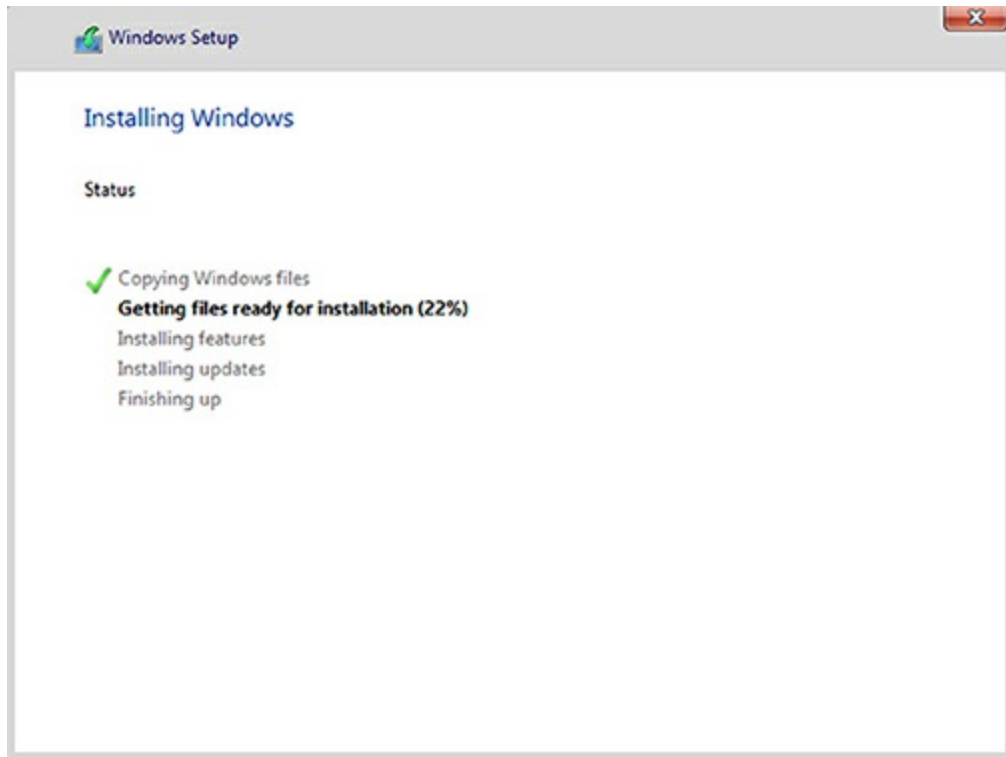 Windows Setup
Installing Windows
Status
Copying Windows files
Getting files ready for installation (22%)
Installing features
Installing updates
Finishing up